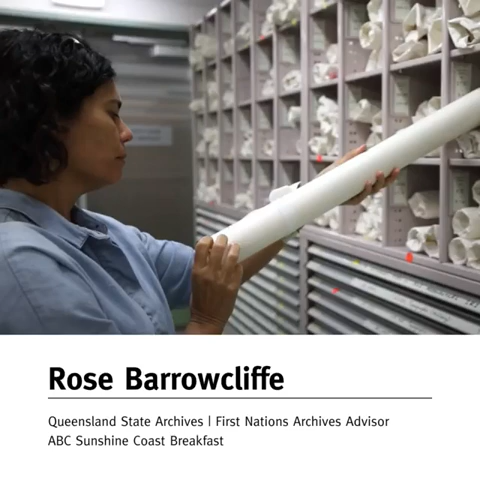 Rose Barrowcliffe
Queensland State Archives | First Nations Archives Advisor
ABC Sunshine Coast Breakfast